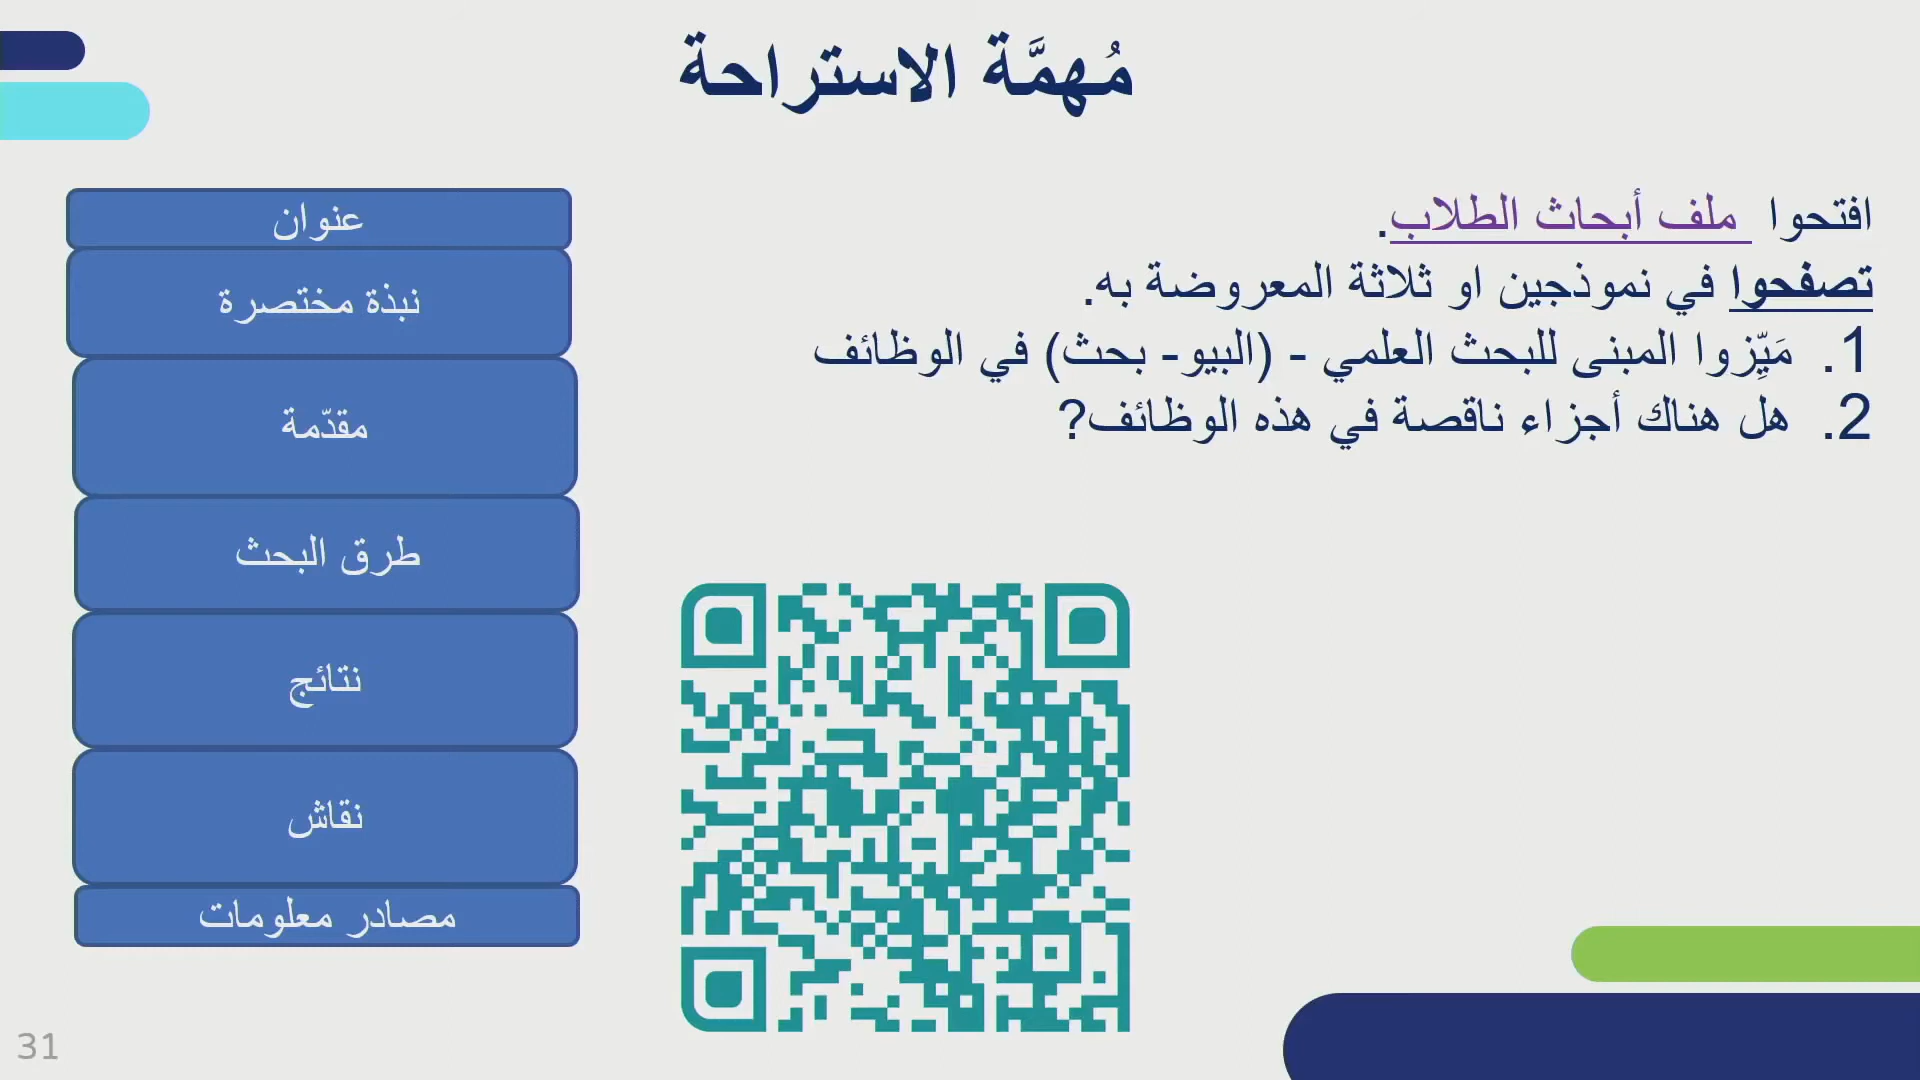 مُهمَّة الاستراحة
افتحوا ملف أبحاث الطلاب.
تصفحوا في نموذجين او ثلاثة المعروضة به.
1. مَيِّزوا المبنى للبحث العلمي - (البيو- بحث) في الوظائف
2. هل هناك أجزاء ناقصة في هذه الوظائف?
عنوان
نبذة مختصرة
مقدّمة
طرق البحث
نتائج
نقاش
مصادر معلومات
31